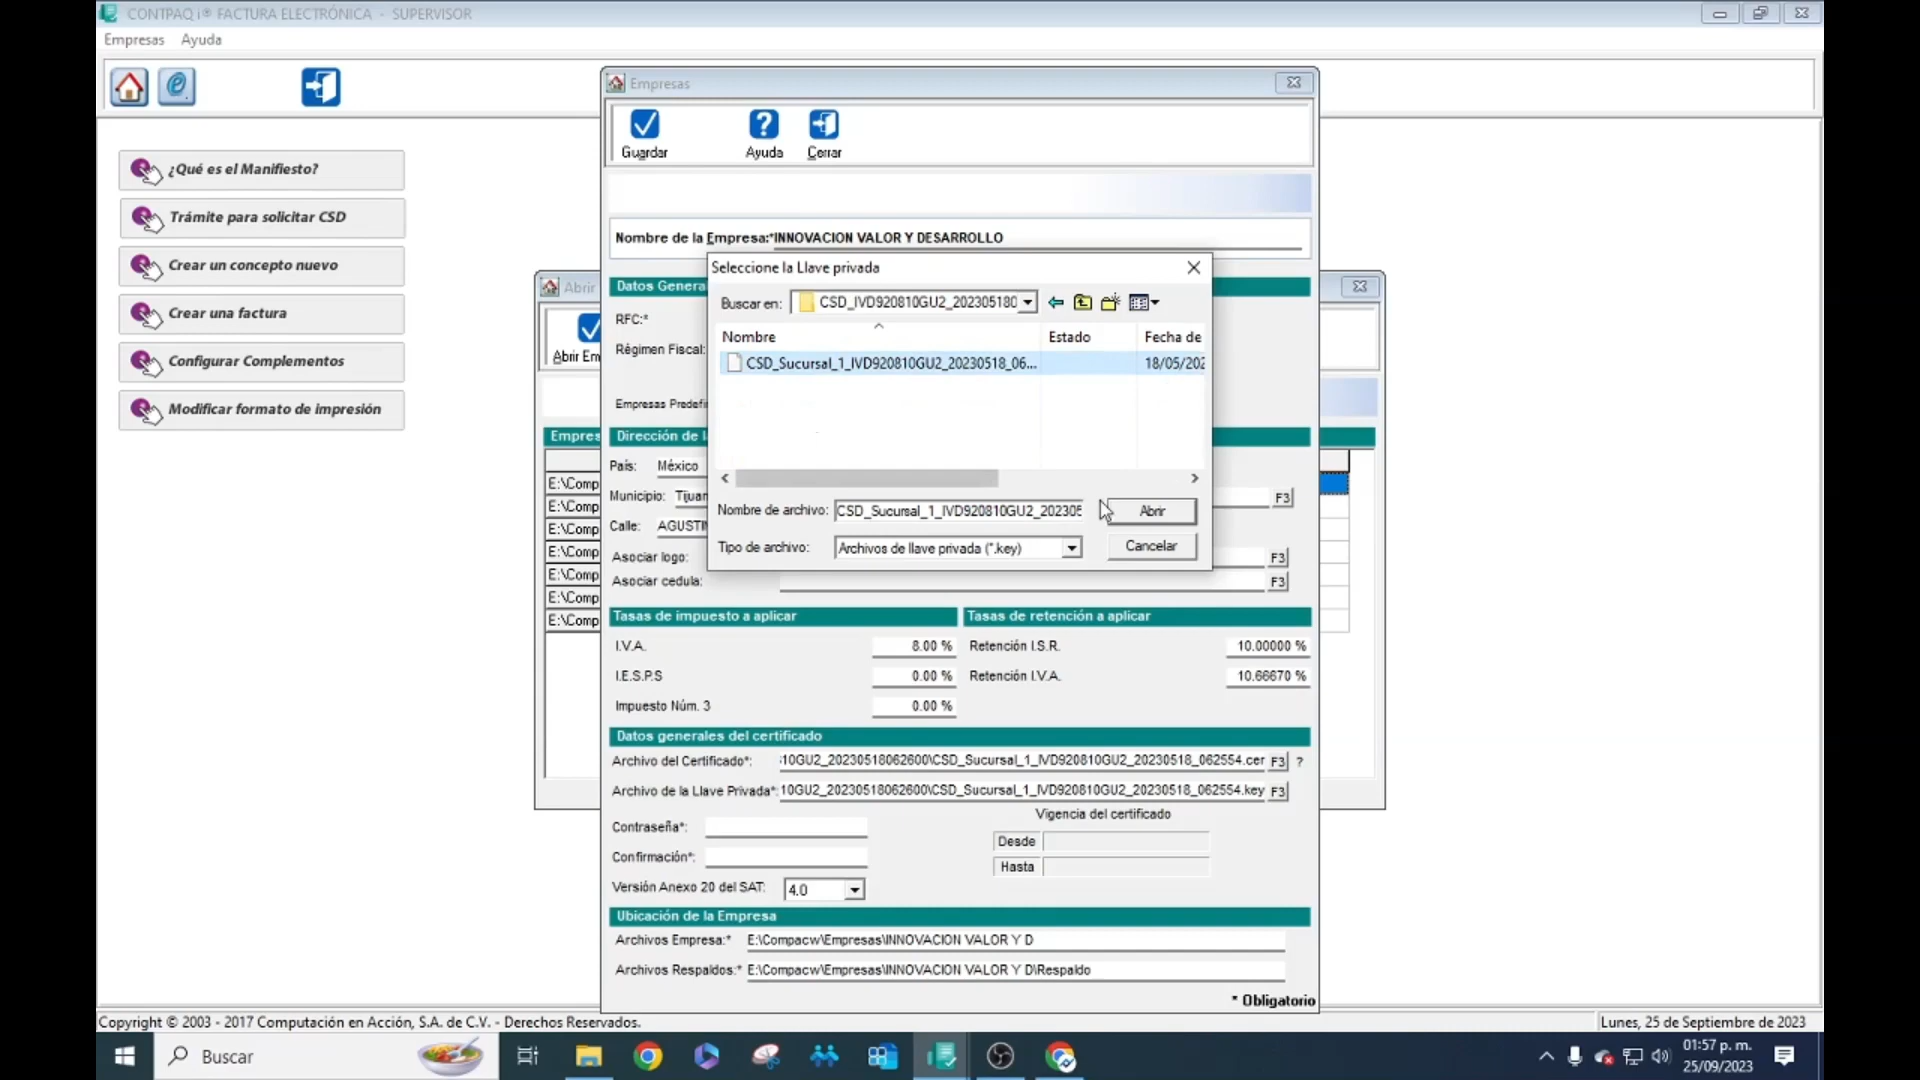 CONTPAQ i® FACTURA ELECTRÓNICA - SUPERVISOR
Empresas Ayuda
¿Qué es el Manifiesto?
Trámite para solicitar CSD
Crear un concepto nuevo
Crear una factura
Configurar Complementos
Modificar formato de impresión
Abrir
Abrir Em
Empres
E:\Comp
E:\Comp
E:\Comp
E:\Comp
E:\Comp
E:\Comp
E:\Comp
Empresas
Guardar Ayuda Cerrar
Nombre de la Empresa:*INNOVACION VALOR Y DESARROLLO
Datos General
RFC:*
Régimen Fiscal:
Empresas Predefi
Dirección de l
País: México
Municipio: Tijuan F3
Calle: AGUSTIN
Asociar logo: F3
Asociar cedula: F3
Seleccione la Llave privada
Buscar en: CSD_IVD920810GU2_202305180
Nombre Estado Fecha de
CSD_Sucursal_1_IVD920810GU2_20230518_06... 18/05/202
Nombre de archivo: CSD_Sucursal_1_IVD920810GU2_202305 Abrir
Tipo de archivo: Archivos de llave privada (*.key) Cancelar
Tasas de impuesto a aplicar Tasas de retención a aplicar
I.V.A. 8.00 % Retención I.S.R. 10.00000 %
I.E.S.P.S 0.00 % Retención I.V.A. 10.66670 %
Impuesto Núm. 3 0.00 %
Datos generales del certificado
Archivo del Certificado*: 10GU2_20230518062600\CSD_Sucursal_1_IVD920810GU2_20230518_062554.cer F3 ?
Archivo de la Llave Privada*: 10GU2_20230518062600\CSD_Sucursal_1_IVD920810GU2_20230518_062554.key F3
Vigencia del certificado
Contraseña*: Desde
Confirmación*: Hasta
Versión Anexo 20 del SAT: 4.0
Ubicación de la Empresa
Archivos Empresa:* E:\Compacw\Empresas\INNOVACION VALOR Y D
Archivos Respaldos:* E:\Compacw\Empresas\INNOVACION VALOR Y D\Respaldo
* Obligatorio
Copyright © 2003 - 2017 Computación en Acción, S.A. de C.V. - Derechos Reservados. Lunes, 25 de Septiembre de 2023
Buscar
01:57 p. m.
25/09/2023